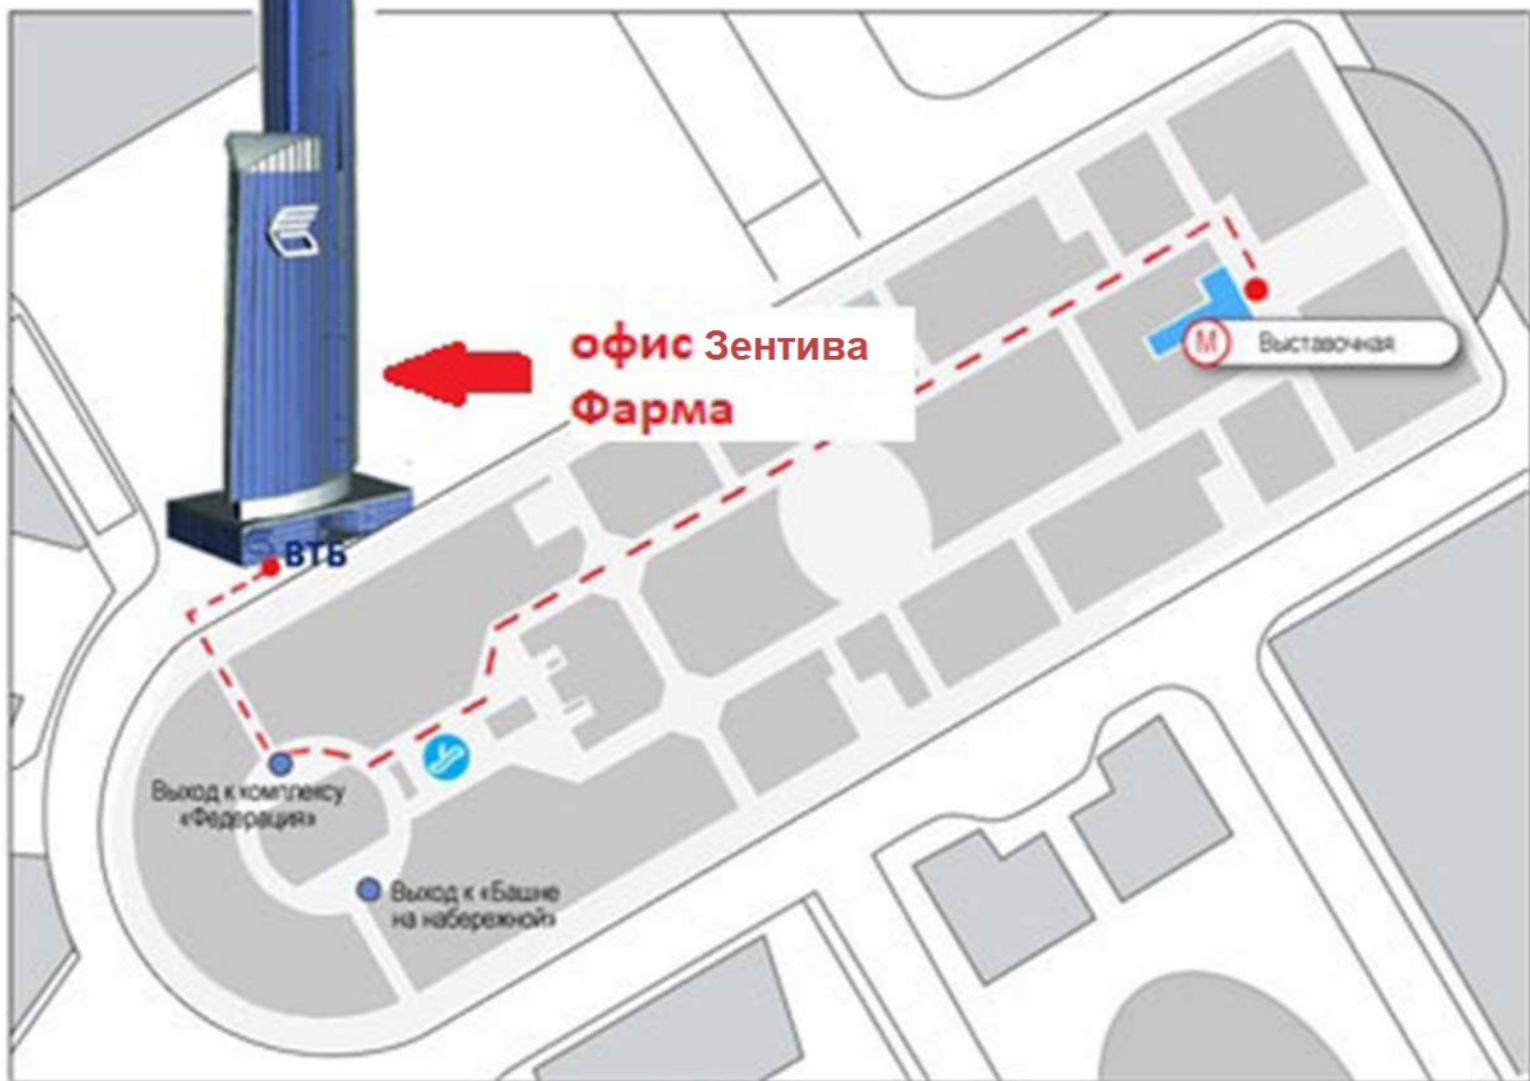 офис Зентива
Фарма
М Выставочная
ВТБ
Выход к комплексу
«Федерация»
Выход к «Башне
на набережной»